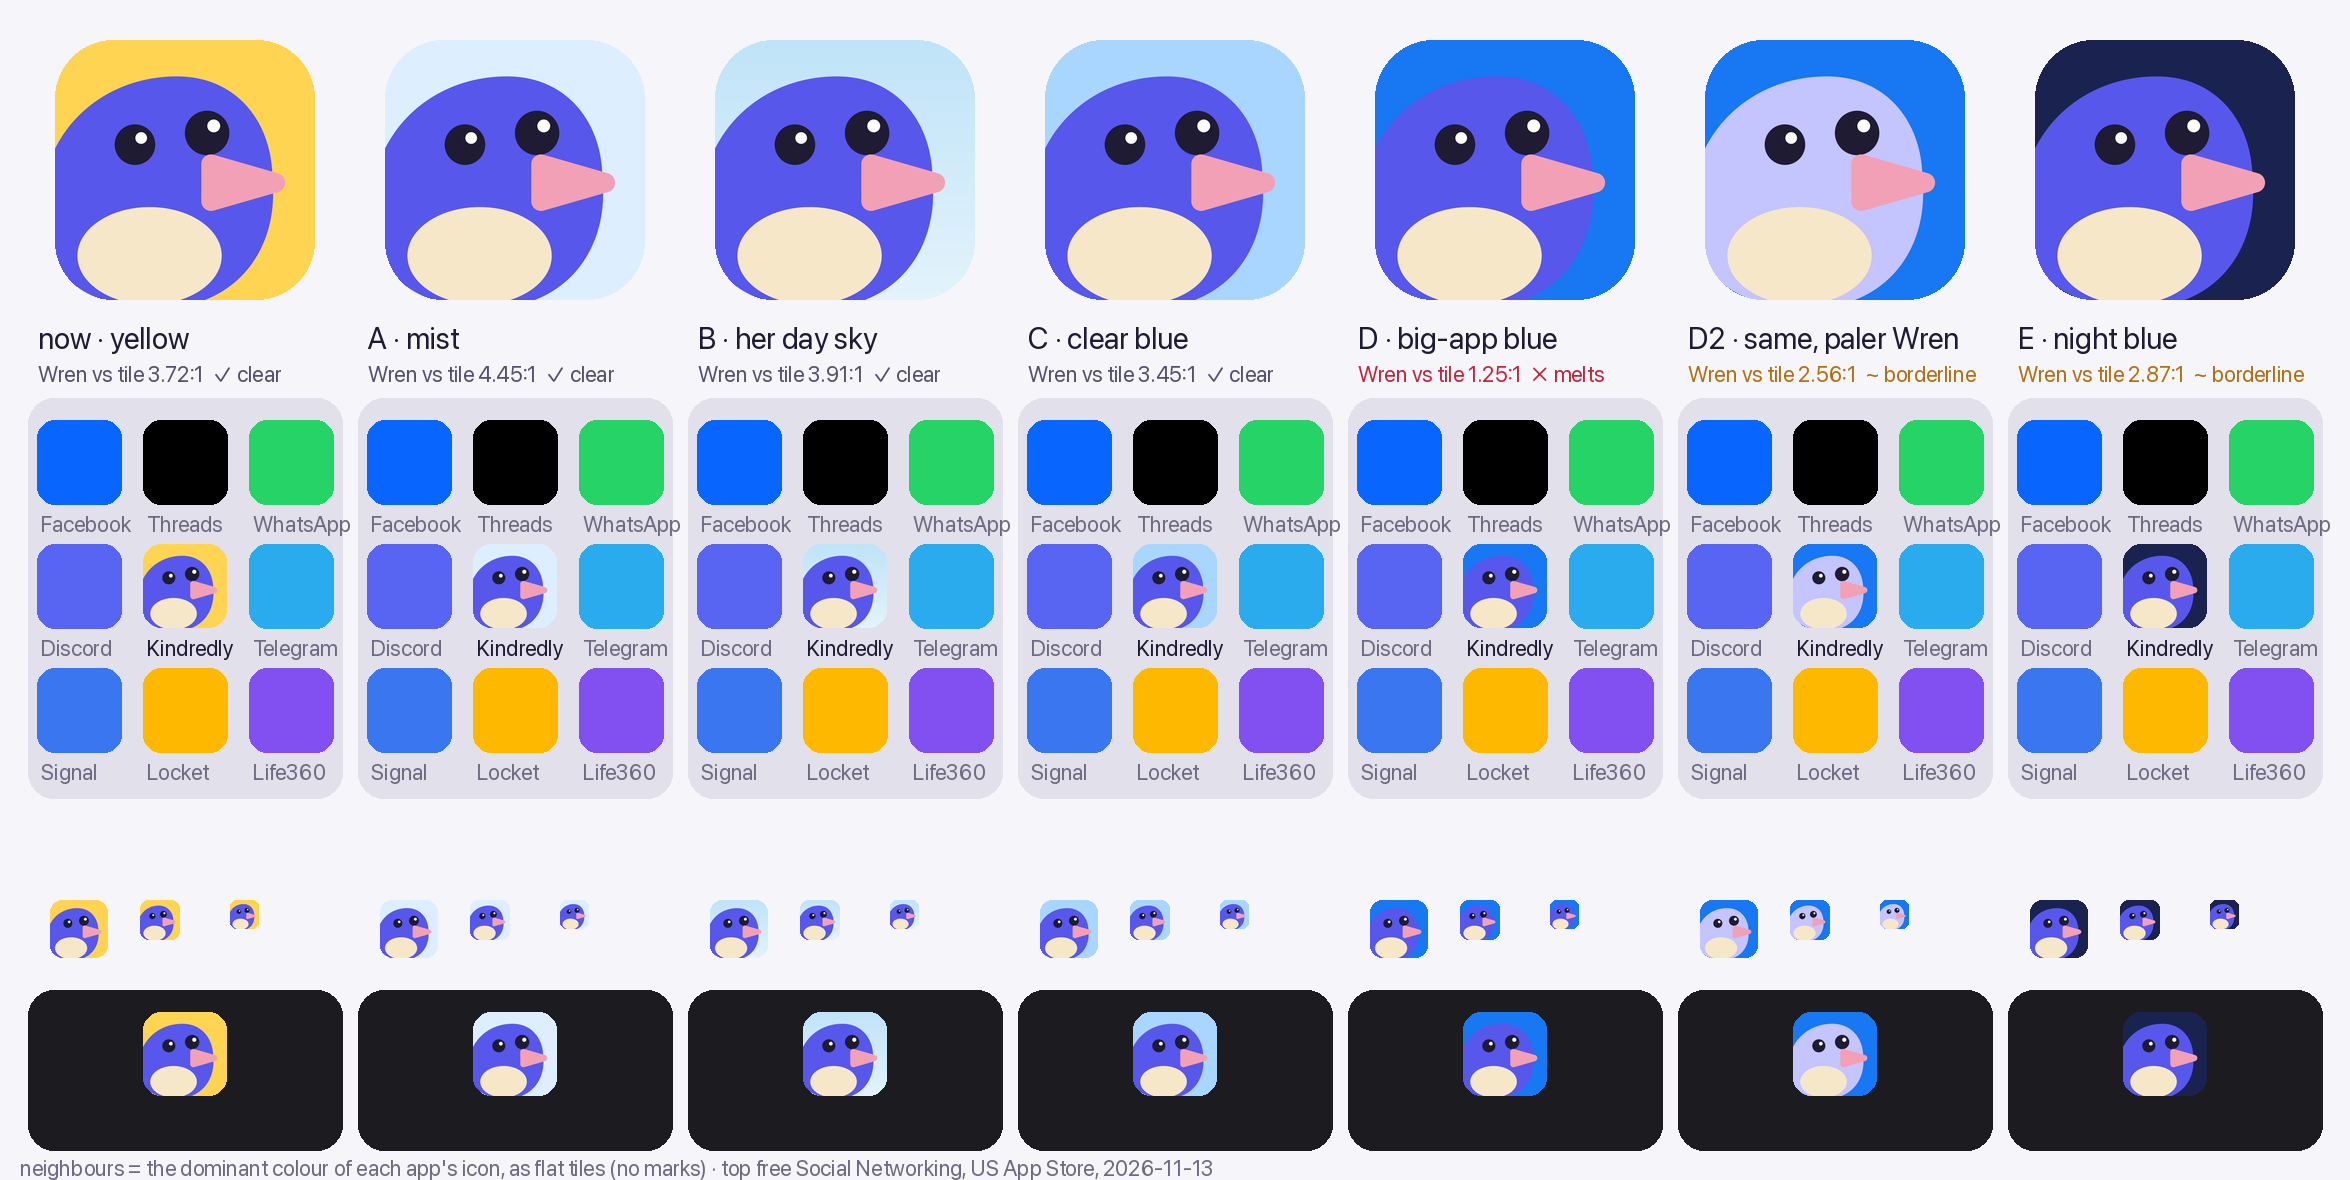 now · yellow
Wren vs tile 3.72:1 ✓ clear
A · mist
Wren vs tile 4.45:1 ✓ clear
B · her day sky
Wren vs tile 3.91:1 ✓ clear
C · clear blue
Wren vs tile 3.45:1 ✓ clear
D · big-app blue
Wren vs tile 1.25:1 ✕ melts
D2 · same, paler Wren
Wren vs tile 2.56:1 ~ borderline
E · night blue
Wren vs tile 2.87:1 ~ borderline
Facebook Threads WhatsApp
Discord Kindredly Telegram
Signal Locket Life360
Facebook Threads WhatsApp
Discord Kindredly Telegram
Signal Locket Life360
Facebook Threads WhatsApp
Discord Kindredly Telegram
Signal Locket Life360
Facebook Threads WhatsApp
Discord Kindredly Telegram
Signal Locket Life360
Facebook Threads WhatsApp
Discord Kindredly Telegram
Signal Locket Life360
Facebook Threads WhatsApp
Discord Kindredly Telegram
Signal Locket Life360
Facebook Threads WhatsApp
Discord Kindredly Telegram
Signal Locket Life360
neighbours = the dominant colour of each app's icon, as flat tiles (no marks) · top free Social Networking, US App Store, 2026-11-13